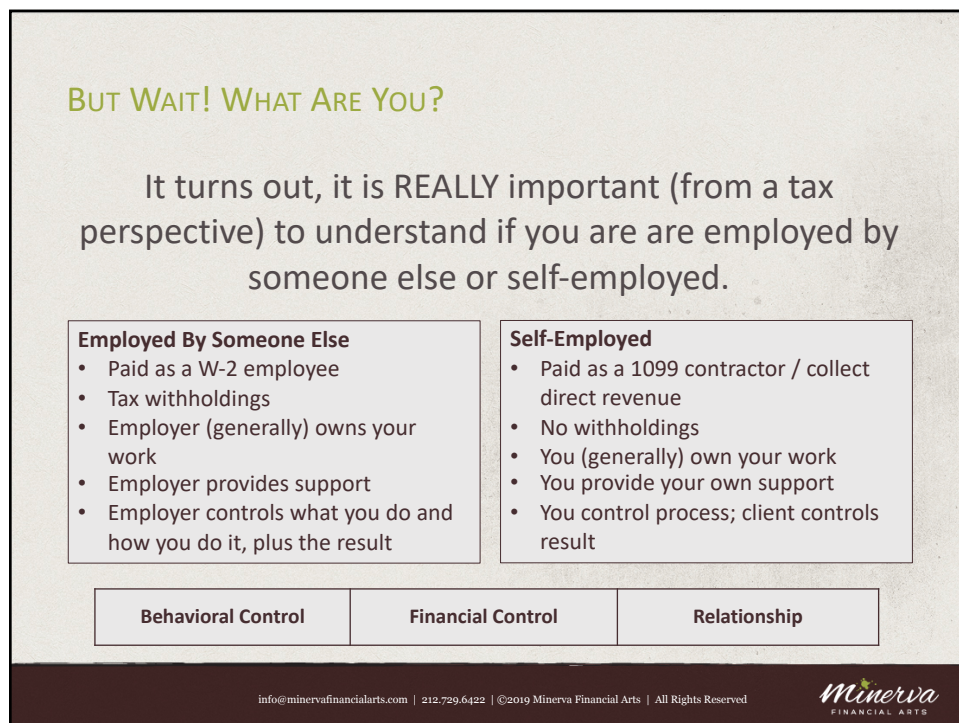 BUT WAIT! WHAT ARE YOU?
It turns out, it is REALLY important (from a tax
perspective) to understand if you are are employed by
someone else or self-employed.
Employed By Someone Else
• Paid as a W-2 employee
• Tax withholdings
• Employer (generally) owns your
work
• Employer provides support
• Employer controls what you do and
how you do it, plus the result
Self-Employed
• Paid as a 1099 contractor / collect
direct revenue
• No withholdings
• You (generally) own your work
• You provide your own support
• You control process; client controls
result
Behavioral Control
Financial Control
Relationship
info@minervafinancialarts.com | 212.729.6422 | ©2019 Minerva Financial Arts | All Rights Reserved
Minerva
FINANCIAL ARTS